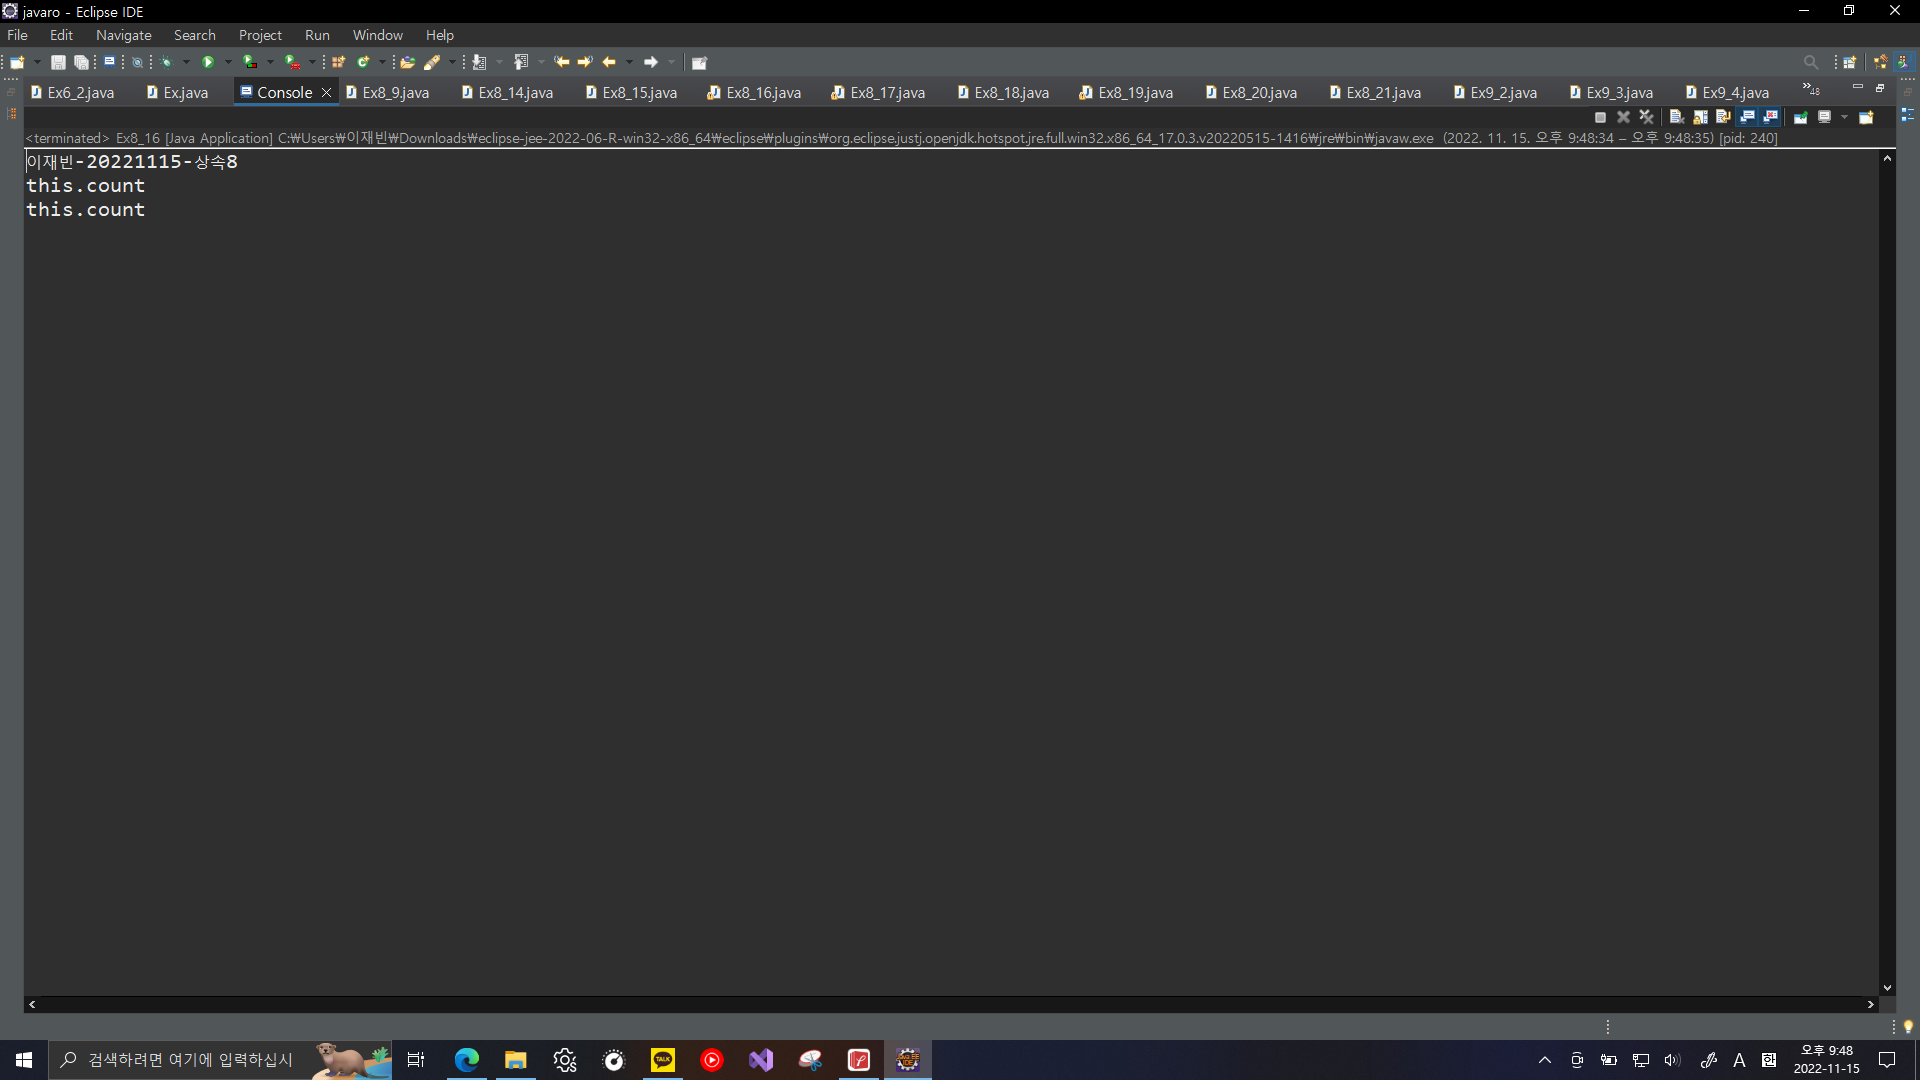 javaro - Eclipse IDE
File Edit Navigate Search Project Run Window Help
Ex6_2.java Ex.java Console Ex8_9.java Ex8_14.java Ex8_15.java Ex8_16.java Ex8_17.java Ex8_18.java Ex8_19.java Ex8_20.java Ex8_21.java Ex9_2.java Ex9_3.java Ex9_4.java »48
<terminated> Ex8_16 [Java Application] C:₩Users₩이재빈₩Downloads₩eclipse-jee-2022-06-R-win32-x86_64₩eclipse₩plugins₩org.eclipse.justj.openjdk.hotspot.jre.full.win32.x86_64_17.0.3.v20220515-1416₩jre₩bin₩javaw.exe (2022. 11. 15. 오후 9:48:34 – 오후 9:48:35) [pid: 240]
이재빈-20221115-상속8
this.count
this.count
검색하려면 여기에 입력하십시
TALK
JAVA EE
IDE
A
오후 9:48
2022-11-15